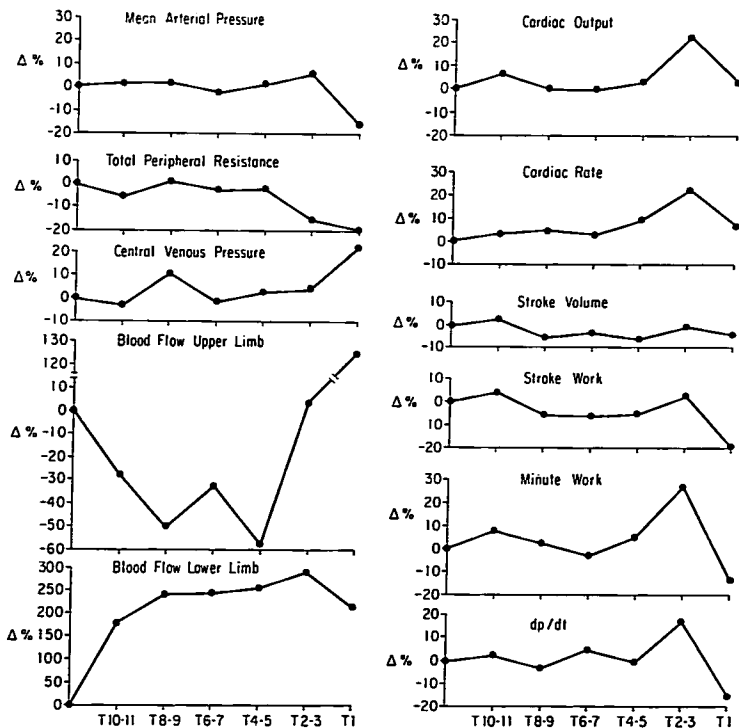 Mean Arterial Pressure
30
20
10
Δ %
0
-10
-20
Total Peripheral Resistance
10
Δ %
0
-20
Central Venous Pressure
20
Δ%
10
0
-10
Blood Flow Upper Limb
130
120
10
0
-10
Δ %
-20
-30
-40
-50
-60
Blood Flow Lower Limb
300
250
200
Δ %
150
100
50
0
T10-11 T8-9 T6-7 T4-5 T2-3 T1
Cardiac Output
30
20
Δ %
10
0
-10
-20
Cardiac Rate
30
20
Δ %
10
0
-10
Stroke Volume
10
Δ %
0
-10
Stroke Work
10
Δ %
0
-20
Minute Work
30
20
Δ %
10
0
-10
-20
dp/dt
20
10
Δ %
0
-10
-20
T10-11 T8-9 T6-7 T4-5 T2-3 T1